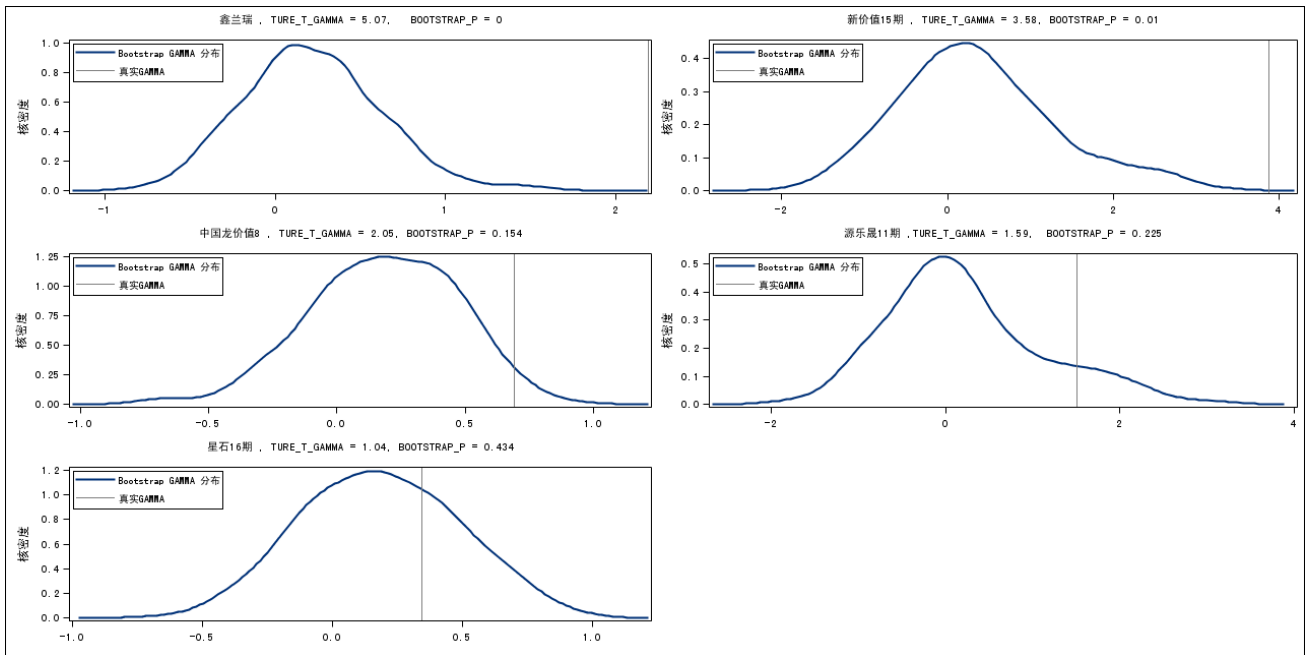 鑫兰瑞 , TURE_T_GAMMA = 5.07, BOOTSTRAP_P = 0
核密度
1.0
0.8
0.6
0.4
0.2
0.0
Bootstrap GAMMA 分布
真实GAMMA
-1 0 1 2
新价值15期 , TURE_T_GAMMA = 3.58, BOOTSTRAP_P = 0.01
核密度
0.4
0.3
0.2
0.1
0.0
Bootstrap GAMMA 分布
真实GAMMA
-2 0 2 4
中国龙价值8 , TURE_T_GAMMA = 2.05, BOOTSTRAP_P = 0.154
核密度
1.25
1.00
0.75
0.50
0.25
0.00
Bootstrap GAMMA 分布
真实GAMMA
-1.0 -0.5 0.0 0.5 1.0
源乐晟11期 ,TURE_T_GAMMA = 1.59, BOOTSTRAP_P = 0.225
核密度
0.5
0.4
0.3
0.2
0.1
0.0
Bootstrap GAMMA 分布
真实GAMMA
-2 0 2 4
星石16期 , TURE_T_GAMMA = 1.04, BOOTSTRAP_P = 0.434
核密度
1.2
1.0
0.8
0.6
0.4
0.2
0.0
Bootstrap GAMMA 分布
真实GAMMA
-1.0 -0.5 0.0 0.5 1.0